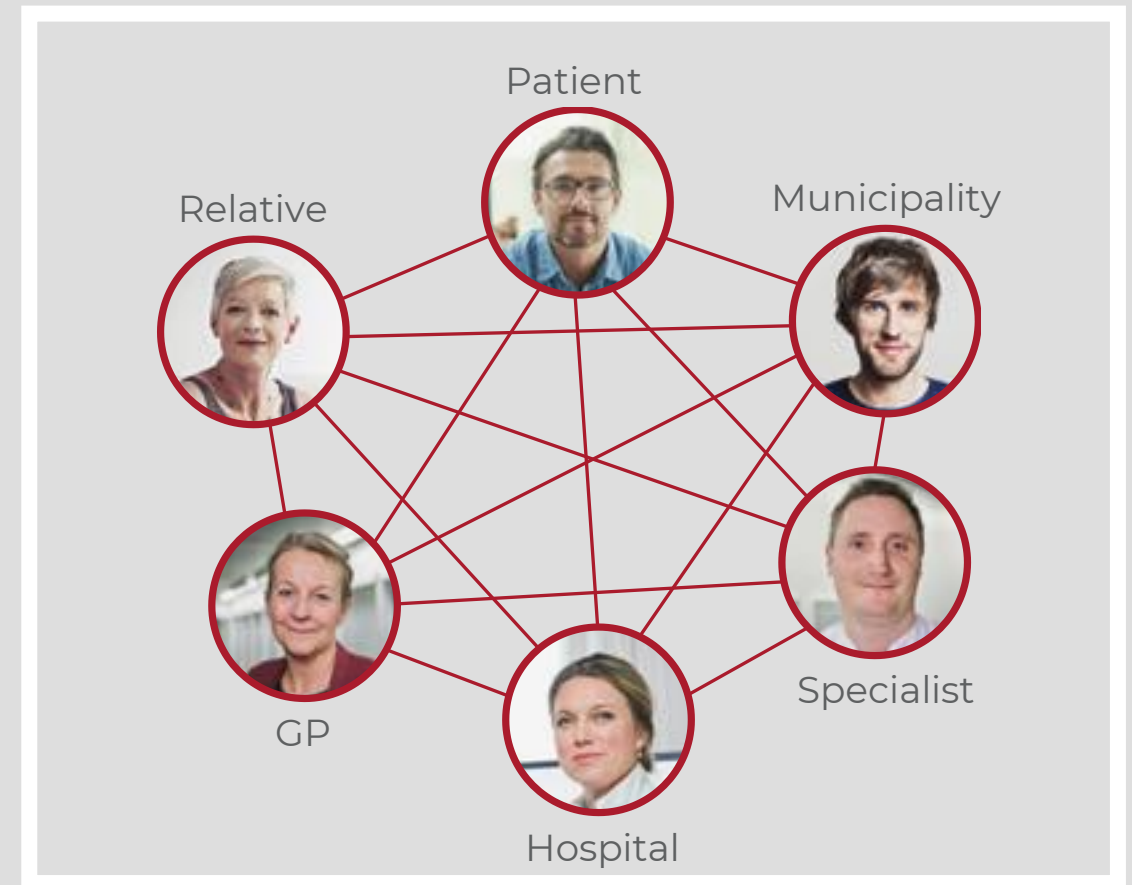 Patient
Municipality
Relative
Specialist
GP
Hospital